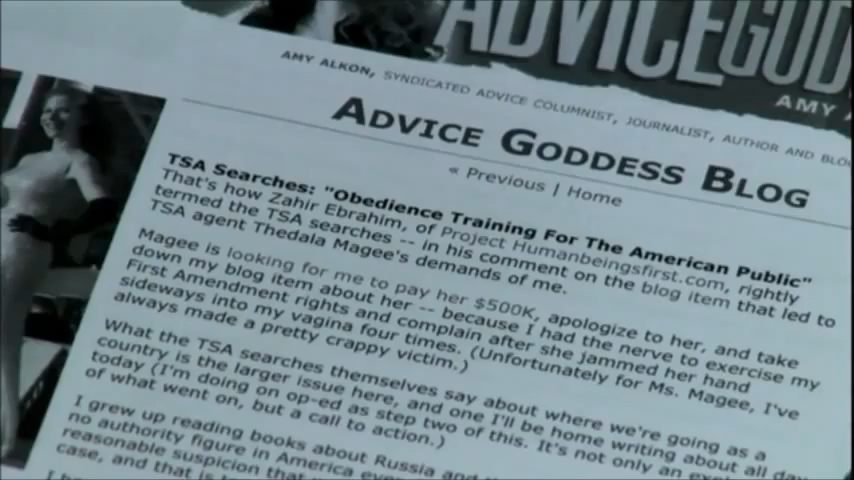 ADVICEGOD
AMY
AMY ALKON, SYNDICATED ADVICE COLUMNIST, JOURNALIST, AUTHOR AND BLO
ADVICE GODDESS BLOG
« Previous | Home
TSA Searches: "Obedience Training For The American Public"
That's how Zahir Ebrahim, of Project Humanbeingsfirst.com, rightly
termed the TSA searches -- in his comment on the blog item that led to
TSA agent Thedala Magee's demands of me.
Magee is looking for me to pay her $500K, apologize to her, and take
down my blog item about her -- because I had the nerve to exercise my
First Amendment rights and complain after she jammed her hand
sideways into my vagina four times. (Unfortunately for Ms. Magee, I've
always made a pretty crappy victim.)
What the TSA searches themselves say about where we're going as a
country is the larger issue here, and one I'll be home writing about all day
today (I'm doing on op-ed as step two of this. It's not only an
of what went on, but a call to action.)
I grew up reading books about Russia and
no authority figure in America
reasonable suspicion that
case, and that is